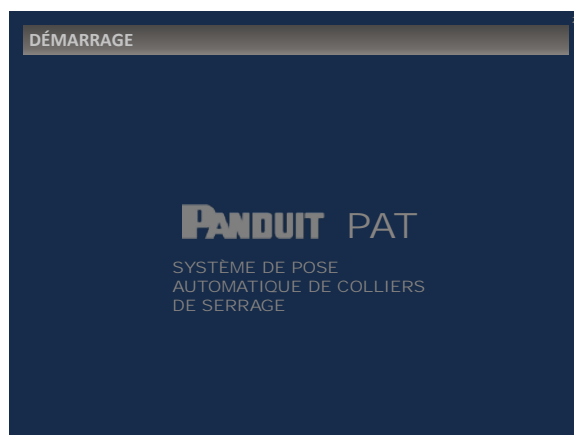 DÉMARRAGE
PANDUIT PAT
SYSTÈME DE POSE
AUTOMATIQUE DE COLLIERS
DE SERRAGE